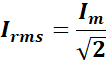 I_rms = I_m / √2